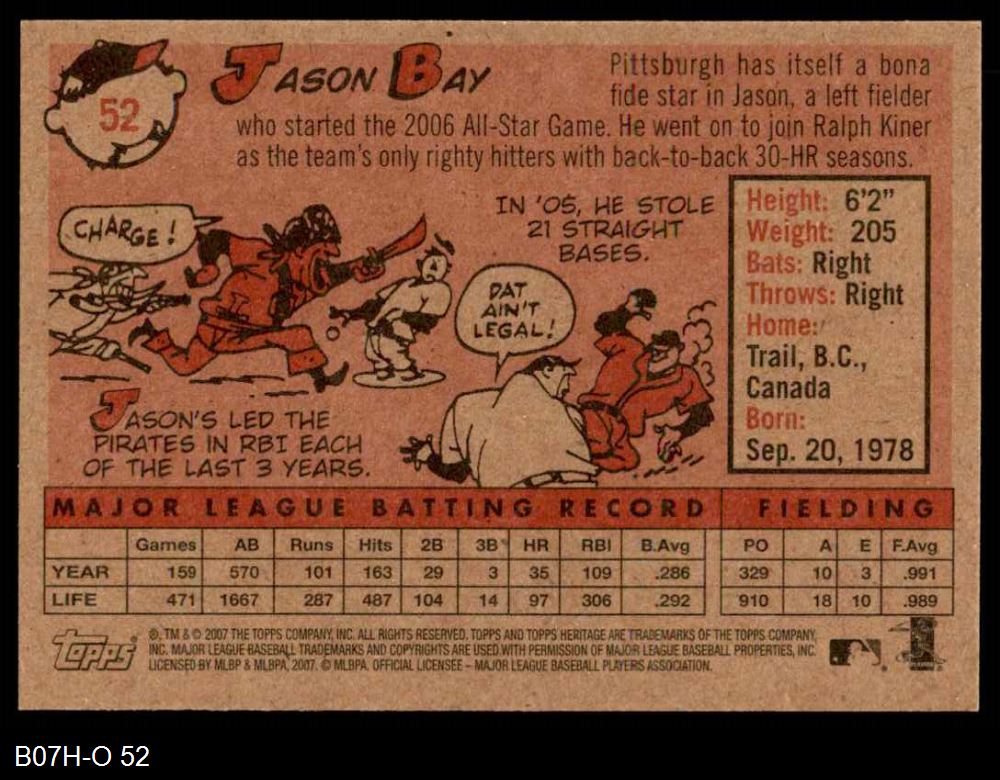 52
JASON BAY
Pittsburgh has itself a bona
fide star in Jason, a left fielder
who started the 2006 All-Star Game. He went on to join Ralph Kiner
as the team's only righty hitters with back-to-back 30-HR seasons.
CHARGE!
IN '05, HE STOLE
21 STRAIGHT
BASES.
DAT
AIN'T
LEGAL!
JASON'S LED THE
PIRATES IN RBI EACH
OF THE LAST 3 YEARS.
Height: 6'2"
Weight: 205
Bats: Right
Throws: Right
Home:
Trail, B.C.,
Canada
Born:
Sep. 20, 1978
MAJOR LEAGUE BATTING RECORD FIELDING
Games AB Runs Hits 2B 3B HR RBI B.Avg PO A E F.Avg
YEAR 159 570 101 163 29 3 35 109 .286 329 10 3 .991
LIFE 471 1667 287 487 104 14 97 306 .292 910 18 10 .989
Topps
®, TM & © 2007 THE TOPPS COMPANY, INC. ALL RIGHTS RESERVED. TOPPS AND TOPPS HERITAGE ARE TRADEMARKS OF THE TOPPS COMPANY,
INC. MAJOR LEAGUE BASEBALL TRADEMARKS AND COPYRIGHTS ARE USED WITH PERMISSION OF MAJOR LEAGUE BASEBALL PROPERTIES, INC.
LICENSED BY MLBP & MLBPA, 2007. © MLBPA. OFFICIAL LICENSEE – MAJOR LEAGUE BASEBALL PLAYERS ASSOCIATION.
B07H-O 52